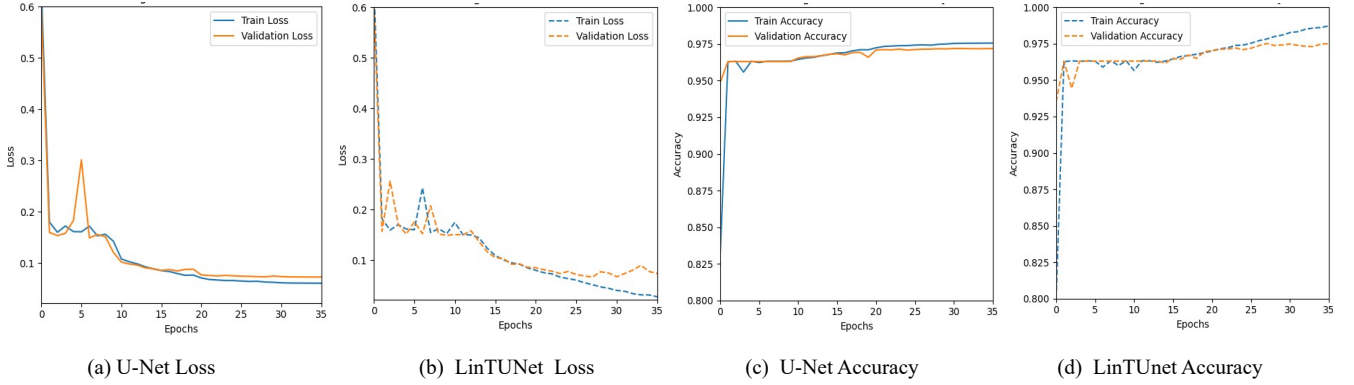 0.6
0.5
0.4
0.3
0.2
0.1
Loss
0 5 10 15 20 25 30 35
Epochs
Train Loss
Validation Loss
(a) U-Net Loss
0.6
0.5
0.4
0.3
0.2
0.1
Loss
0 5 10 15 20 25 30 35
Epochs
Train Loss
Validation Loss
(b) LinTUNet Loss
1.000
0.975
0.950
0.925
0.900
0.875
0.850
0.825
0.800
Accuracy
0 5 10 15 20 25 30 35
Epochs
Train Accuracy
Validation Accuracy
(c) U-Net Accuracy
1.000
0.975
0.950
0.925
0.900
0.875
0.850
0.825
0.800
Accuracy
0 5 10 15 20 25 30 35
Epochs
Train Accuracy
Validation Accuracy
(d) LinTUnet Accuracy